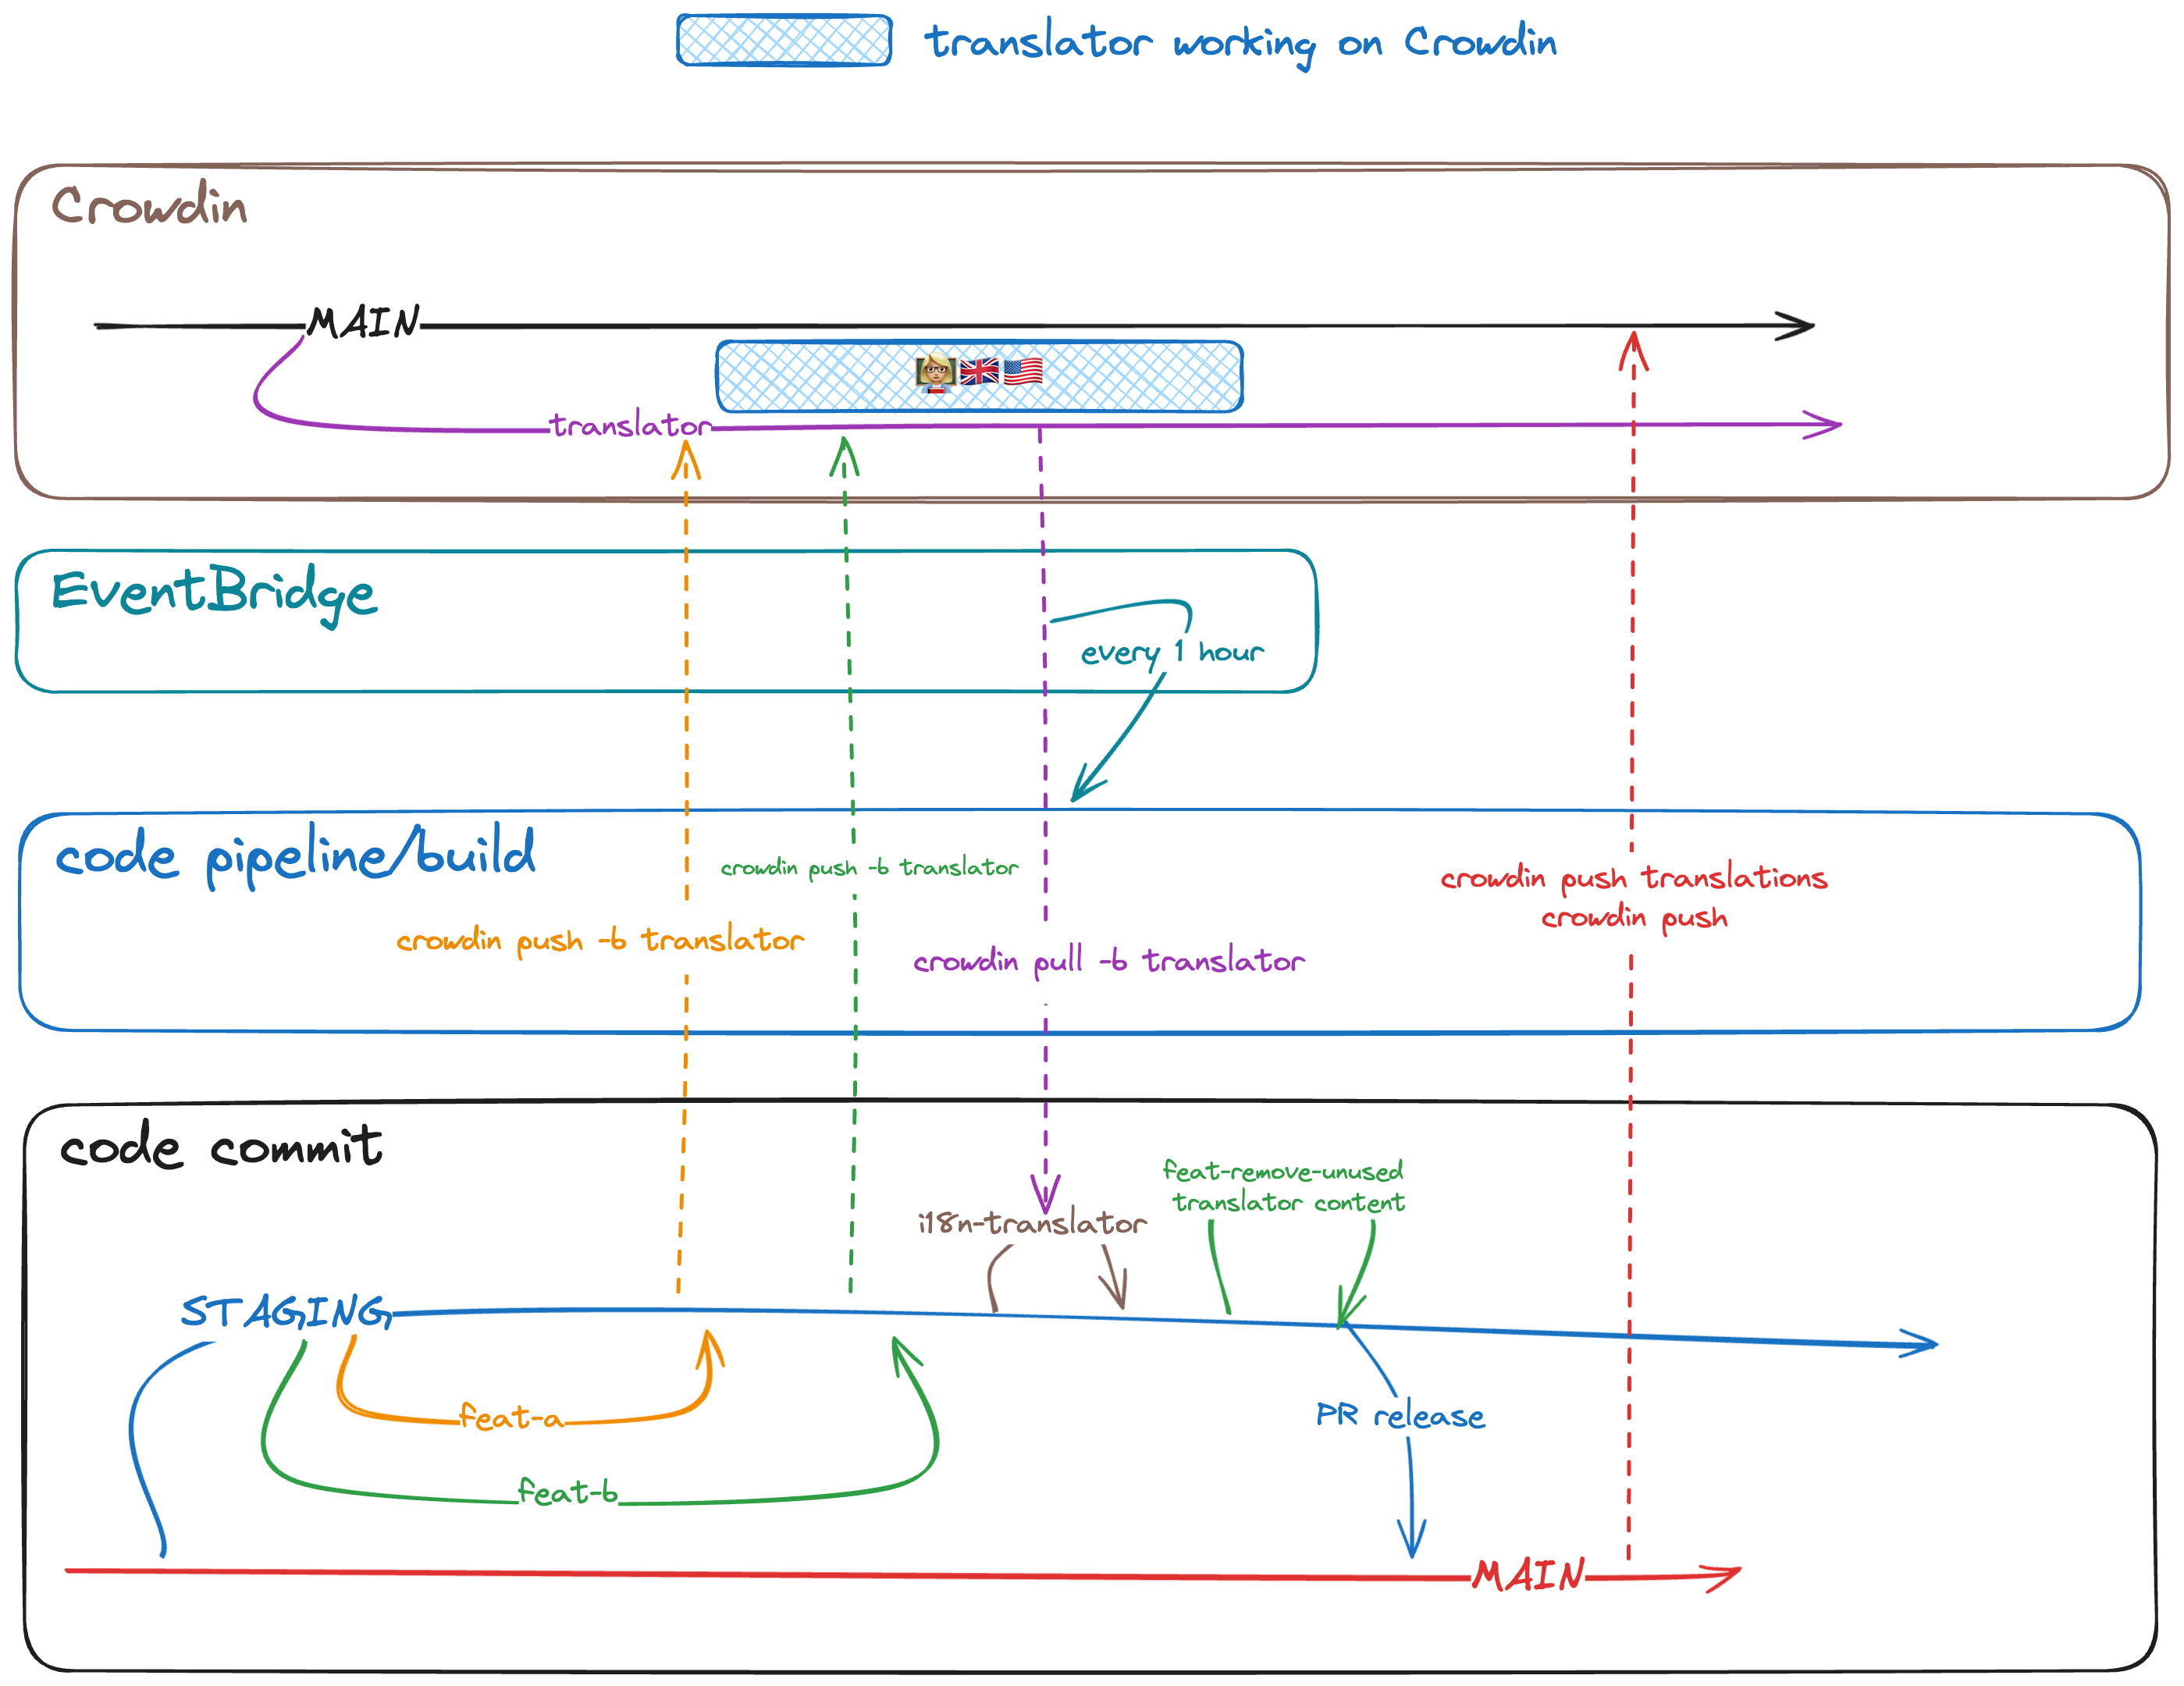 translator working on Crowdin
Crowdin
MAIN
translator
EventBridge
every 1 hour
code pipeline/build
crowdin push -b translator
crowdin push translations
crowdin push
crowdin push -b translator
crowdin pull -b translator
code commit
feat-remove-unused
translator content
i18n-translator
STAGING
PR release
feat-a
feat-b
MAIN